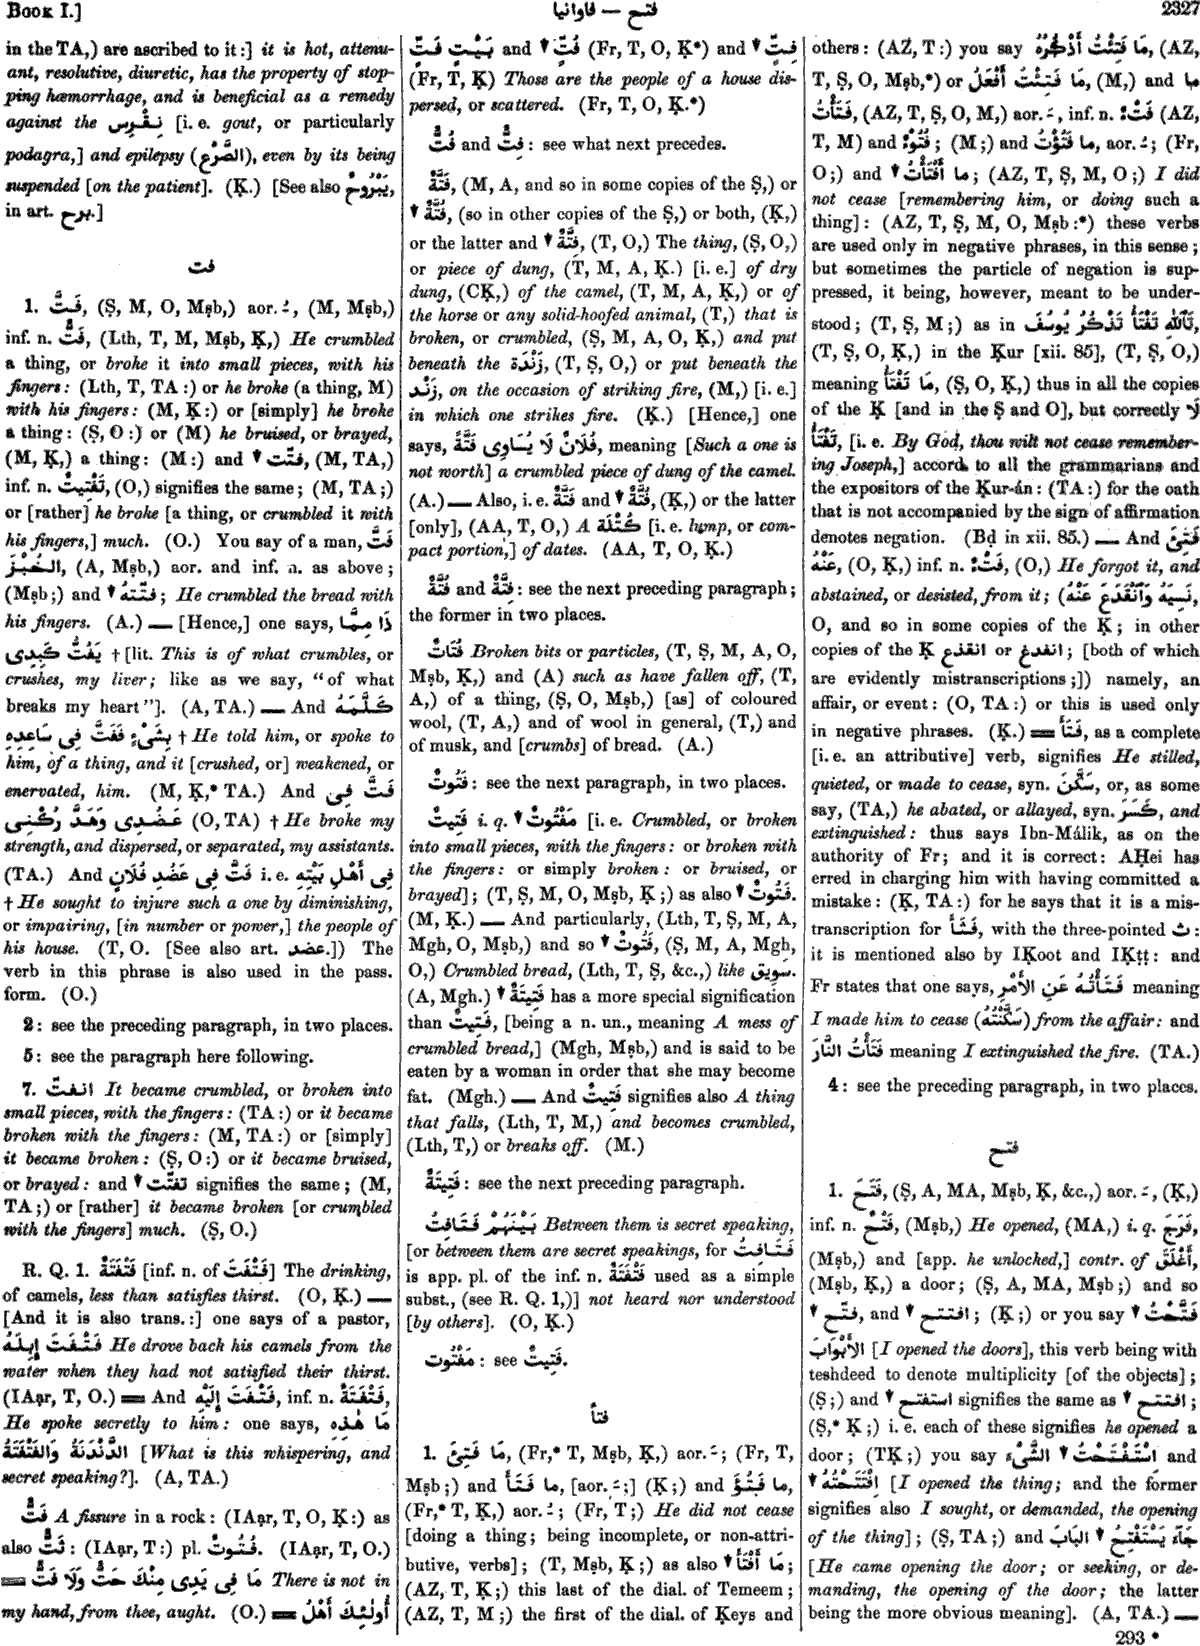 BOOK I.]
فتح — فاوانيا
2327
in the TA,) are ascribed to it:] it is hot, attenu-
ant, resolutive, diuretic, has the property of stop-
ping hæmorrhage, and is beneficial as a remedy
against the نِقْرِس [i. e. gout, or particularly
podagra,] and epilepsy (الصَّرْع), even by its being
suspended [on the patient]. (Ḳ.) [See also يَبْرُوحٌ,
in art. برح.]
فت
1. فَتَّ, (Ṣ, M, O, Mṣb,) aor. ـُ, (M, Mṣb,)
inf. n. فَتٌّ, (Lth, T, M, Mṣb, Ḳ,) He crumbled
a thing, or broke it into small pieces, with his
fingers: (Lth, T, TA:) or he broke (a thing, M)
with his fingers: (M, Ḳ:) or [simply] he broke
a thing: (Ṣ, O:) or (M) he bruised, or brayed,
(M, Ḳ,) a thing: (M:) and ▼ فتّت, (M, TA,)
inf. n. تَفْتِيتٌ, (O,) signifies the same; (M, TA;)
or [rather] he broke [a thing, or crumbled it with
his fingers,] much. (O.) You say of a man, فَتَّ
الخُبْزَ, (A, Mṣb,) aor. and inf. n. as above;
(Mṣb;) and ▼ فتّتهُ; He crumbled the bread with
his fingers. (A.) — [Hence,] one says, ذَا مِمَّا
يَفُتُّ كَبِدِى † [lit. This is of what crumbles, or
crushes, my liver; like as we say, “of what
breaks my heart”]. (A, TA.) — And كَلَّمَهُ
بِشَىْءٍ فَفَتَّ فِى سَاعِدِهِ † He told him, or spoke to
him, of a thing, and it [crushed, or] weakened, or
enervated, him. (M, Ḳ,* TA.) And فَتَّ فِى
عَضُدِى وَهَدَّ رُكْنِى (O, TA) † He broke my
strength, and dispersed, or separated, my assistants.
(TA.) And فَتَّ فِى عَضُدِ فُلَانٍ i. e. فِى أَهْلِ بَيْتِهِ
† He sought to injure such a one by diminishing,
or impairing, [in number or power,] the people of
his house. (T, O. [See also art. عضد.]) The
verb in this phrase is also used in the pass.
form. (O.)
2: see the preceding paragraph, in two places.
5: see the paragraph here following.
7. انفتّ It became crumbled, or broken into
small pieces, with the fingers: (TA:) or it became
broken with the fingers: (M, TA:) or [simply]
it became broken: (Ṣ, O:) or it became bruised,
or brayed: and ▼ تفتّت signifies the same; (M,
TA;) or [rather] it became broken [or crumbled
with the fingers] much. (Ṣ, O.)
R. Q. 1. فَتْفَتَةٌ [inf. n. of فَتْفَتَ] The drinking,
of camels, less than satisfies thirst. (O, Ḳ.) —
[And it is also trans.:] one says of a pastor,
فَتْفَتَ إِبِلَهُ He drove back his camels from the
water when they had not satisfied their thirst.
(IAạr, T, O.) = And فَتْفَتَ إِلَيْهِ, inf. n. فَتْفَتَةٌ,
He spoke secretly to him: one says, مَا هٰذِهِ
الدَّنْدَنَةُ وَالفَتْفَتَةُ [What is this whispering, and
secret speaking?]. (A, TA.)
فَتٌّ A fissure in a rock: (IAạr, T, O, Ḳ:) as
also ثَتٌّ: (IAạr, T:) pl. فُتُوتٌ. (IAạr, T, O.)
= مَا فِى يَدِى مِنْكَ حَتٌّ وَلَا فَتٌّ There is not in
my hand, from thee, aught. (O.) = أُولٰئِكَ أَهْلُ
بَيْتٍ فَتٍّ and ▼ فُتٍّ (Fr, T, O, Ḳ*) and ▼ فِتٍّ
(Fr, T, Ḳ) Those are the people of a house dis-
persed, or scattered. (Fr, T, O, Ḳ.*)
فُتٌّ and فِتٌّ: see what next precedes.
فَتَّةٌ, (M, A, and so in some copies of the Ṣ,) or
▼ فُتَّةٌ, (so in other copies of the Ṣ,) or both, (Ḳ,)
or the latter and ▼ فِتَّةٌ, (T, O,) The thing, (Ṣ, O,)
or piece of dung, (T, M, A, Ḳ.) [i. e.] of dry
dung, (CḲ,) of the camel, (T, M, A, Ḳ,) or of
the horse or any solid-hoofed animal, (T,) that is
broken, or crumbled, (Ṣ, M, A, O, Ḳ,) and put
beneath the زَنْدَة, (T, Ṣ, O,) or put beneath the
زَنْد, on the occasion of striking fire, (M,) [i. e.]
in which one strikes fire. (Ḳ.) [Hence,] one
says, فُلَانٌ لَا يُسَاوِى فَتَّةً, meaning [Such a one is
not worth] a crumbled piece of dung of the camel.
(A.) — Also, i. e. فَتَّةٌ and ▼ فُتَّةٌ, (Ḳ,) or the latter
[only], (AA, T, O,) A كُتْلَة [i. e. lump, or com-
pact portion,] of dates. (AA, T, O, Ḳ.)
فُتَّةٌ and فِتَّةٌ: see the next preceding paragraph;
the former in two places.
فُتَاتٌ Broken bits or particles, (T, Ṣ, M, A, O,
Mṣb, Ḳ,) and (A) such as have fallen off, (T,
A,) of a thing, (Ṣ, O, Mṣb,) [as] of coloured
wool, (T, A,) and of wool in general, (T,) and
of musk, and [crumbs] of bread. (A.)
فَتُوتٌ: see the next paragraph, in two places.
فَتِيتٌ i. q. ▼ مَفْتُوتٌ [i. e. Crumbled, or broken
into small pieces, with the fingers: or broken with
the fingers: or simply broken: or bruised, or
brayed]; (T, Ṣ, M, O, Mṣb, Ḳ;) as also ▼ فَتُوتٌ.
(M, Ḳ.) — And particularly, (Lth, T, Ṣ, M, A,
Mgh, O, Mṣb,) and so ▼ فَتُوتٌ, (Ṣ, M, A, Mgh,
O,) Crumbled bread, (Lth, T, Ṣ, &c.,) like سَوِيق.
(A, Mgh.) ▼ فَتِيتَةٌ has a more special signification
than فَتِيتٌ, [being a n. un., meaning A mess of
crumbled bread,] (Mgh, Mṣb,) and is said to be
eaten by a woman in order that she may become
fat. (Mgh.) — And فَتِيتٌ signifies also A thing
that falls, (Lth, T, M,) and becomes crumbled,
(Lth, T,) or breaks off. (M.)
فَتِيتَةٌ: see the next preceding paragraph.
بَيْنَهُمْ فَتَافِتُ Between them is secret speaking,
[or between them are secret speakings, for فَتَافِتُ
is app. pl. of the inf. n. فَتْفَتَةٌ used as a simple
subst., (see R. Q. 1,)] not heard nor understood
[by others]. (O, Ḳ.)
مَفْتُوت: see فَتِيتٌ.
فتأ
1. مَا فَتِئَ, (Fr,* T, Mṣb, Ḳ,) aor. ـَ; (Fr, T,
Mṣb;) and ما فَتَأَ, [aor. ـَ;] (Ḳ;) and ما فَتُؤَ,
(Fr,* T, Ḳ,) aor. ـُ; (Fr, T;) He did not cease
[doing a thing; being incomplete, or non-attri-
butive, verbs]; (T, Mṣb, Ḳ;) as also ▼ ما أَفْتَأَ;
(AZ, T, Ḳ;) this last of the dial. of Temeem;
(AZ, T, M;) the first of the dial. of Ḳeys and
others: (AZ, T:) you say مَا فَتِئْتُ أَذْكُرُهُ, (AZ,
T, Ṣ, O, Mṣb,*) or مَا فَتِئْتُ أَفْعَلُ, (M,) and ما
فَتَأْتُ, (AZ, T, Ṣ, O, M,) aor. ـَ, inf. n. فَتْءٌ (AZ,
T, M) and فُتُوْءٌ; (M;) and ما فَتُؤْتُ, aor. ـُ; (Fr,
O;) and ▼ ما أَفْتَأْتُ; (AZ, T, Ṣ, M, O;) I did
not cease [remembering him, or doing such a
thing]: (AZ, T, Ṣ, M, O, Mṣb:*) these verbs
are used only in negative phrases, in this sense;
but sometimes the particle of negation is sup-
pressed, it being, however, meant to be under-
stood; (T, Ṣ, M;) as in تَٱللّٰهِ تَفْتَأُ تَذْكُرُ يُوسُفَ,
(T, Ṣ, O, Ḳ,) in the Ḳur [xii. 85], (T, Ṣ, O,)
meaning مَا تَفْتَأُ, (Ṣ, O, Ḳ,) thus in all the copies
of the Ḳ [and in the Ṣ and O], but correctly لَا
تَفْتَأُ, [i. e. By God, thou wilt not cease remember-
ing Joseph,] accord. to all the grammarians and
the expositors of the Ḳur-án: (TA:) for the oath
that is not accompanied by the sign of affirmation
denotes negation. (Bḍ in xii. 85.) — And فَتِئَ
عَنْهُ, (O, Ḳ,) inf. n. فَتْءٌ, (O,) He forgot it, and
abstained, or desisted, from it; (نَسِيَهُ وَٱنْقَدَعَ عَنْهُ,
O, and so in some copies of the Ḳ; in other
copies of the Ḳ انقذع or انفدغ; [both of which
are evidently mistranscriptions;]) namely, an
affair, or event: (O, TA:) or this is used only
in negative phrases. (Ḳ.) = فَتَأَ, as a complete
[i. e. an attributive] verb, signifies He stilled,
quieted, or made to cease, syn. سَكَّنَ, or, as some
say, (TA,) he abated, or allayed, syn. كَسَرَ, and
extinguished: thus says Ibn-Málik, as on the
authority of Fr; and it is correct: AḤei has
erred in charging him with having committed a
mistake: (Ḳ, TA:) for he says that it is a mis-
transcription for فَثَأَ, with the three-pointed ث:
it is mentioned also by IḲoot and IḲṭṭ: and
Fr states that one says, فَتَأْتُهُ عَنِ الأَمْرِ meaning
I made him to cease (سَكَّنْتُهُ) from the affair: and
فَتَأْتُ النَّارَ meaning I extinguished the fire. (TA.)
4: see the preceding paragraph, in two places.
فتح
1. فَتَحَ, (Ṣ, A, MA, Mṣb, Ḳ, &c.,) aor. ـَ, (Ḳ,)
inf. n. فَتْحٌ, (Mṣb,) He opened, (MA,) i. q. فَرَجَ,
(Mṣb,) and [app. he unlocked,] contr. of أَغْلَقَ,
(Mṣb, Ḳ,) a door; (Ṣ, A, MA, Mṣb;) and so
▼ فتّح, and ▼ افتتح; (Ḳ;) or you say ▼ فَتَّحْتُ
الأَبْوَابَ [I opened the doors], this verb being with
teshdeed to denote multiplicity [of the objects];
(Ṣ;) and ▼ استفتح signifies the same as ▼ افتتح;
(Ṣ,* Ḳ;) i. e. each of these signifies he opened a
door; (TḲ;) you say ▼ اسْتَفْتَحْتُ الشَّىْءَ and
▼ افْتَتَحْتُهُ [I opened the thing; and the former
signifies also I sought, or demanded, the opening
of the thing]; (Ṣ, TA;) and جَآءَ يَسْتَفْتِحُ ▼ البَابَ
[He came opening the door; or seeking, or de-
manding, the opening of the door; the latter
being the more obvious meaning]. (A, TA.) —
293 *